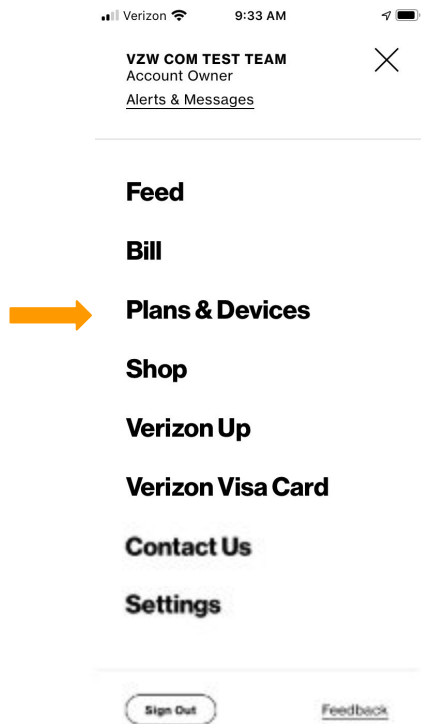 Verizon 9:33 AM
VZW COM TEST TEAM
Account Owner
Alerts & Messages
Feed
Bill
Plans & Devices
Shop
Verizon Up
Verizon Visa Card
Contact Us
Settings
Sign Out Feedback